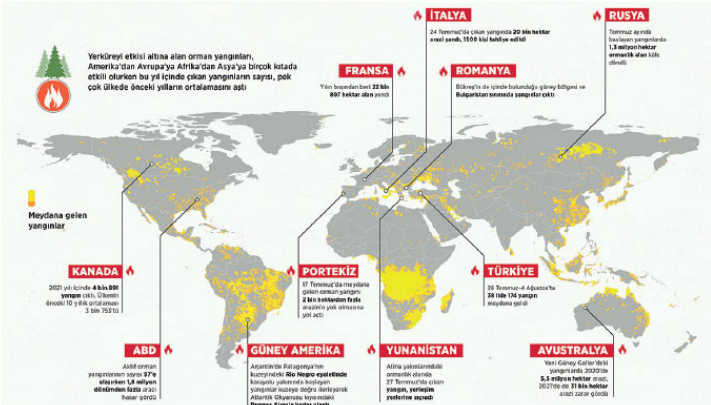 Yerküreyi etkisi altına alan orman yangınları,
Amerika'dan Avrupa'ya Afrika'dan Asya'ya birçok kıtada
etkili olurken bu yıl içinde çıkan yangınların sayısı, pek
çok ülkede önceki yılların ortalamasını aştı
İTALYA
24 Temmuz'da çıkan yangında 20 bin hektar
arazi yandı, 1500 kişi tahliye edildi
RUSYA
Temmuz ayında
başlayan yangınlarda
1,3 milyon hektar
ormanlık alan küle
döndü
FRANSA
Yılın başından beri 22 bin
807 hektar alan yandı
ROMANYA
Bükreş'in de içinde bulunduğu güney bölgesi ve
Bulgaristan sınırında yangınlar çıktı
Meydana gelen
yangınlar
KANADA
2021 yılı içinde 4 bin 891
yangın çıktı. Ülkenin
önceki 10 yıllık ortalaması
3 bin 753'tü
PORTEKİZ
17 Temmuz'da meydana
gelen orman yangını
2 bin hektardan fazla
arazinin yok olmasına
yol açtı
TÜRKİYE
28 Temmuz-4 Ağustos'ta
38 ilde 174 yangın
meydana geldi
ABD
Aktif orman
yangınlarının sayısı 97'e
ulaşırken 1,8 milyon
dönümden fazla arazi
hasar gördü
GÜNEY AMERİKA
Arjantin'de Patagonya'nın
kuzeyindeki Rio Negro eyaletinde
karayolu yakınında başlayan
yangınlar kuzeye doğru ilerleyerek
Atlantik Okyanusu kıyısındaki
YUNANİSTAN
Atina yakınlarındaki
ormanlık alanda
27 Temmuz'da çıkan
yangın, yerleşim
yerlerine sıçradı
AVUSTRALYA
Yeni Güney Galler'deki
yangınlarda 2020'de
5,5 milyon hektar arazi,
2021'de de 31 bin hektar
arazi zarar gördü